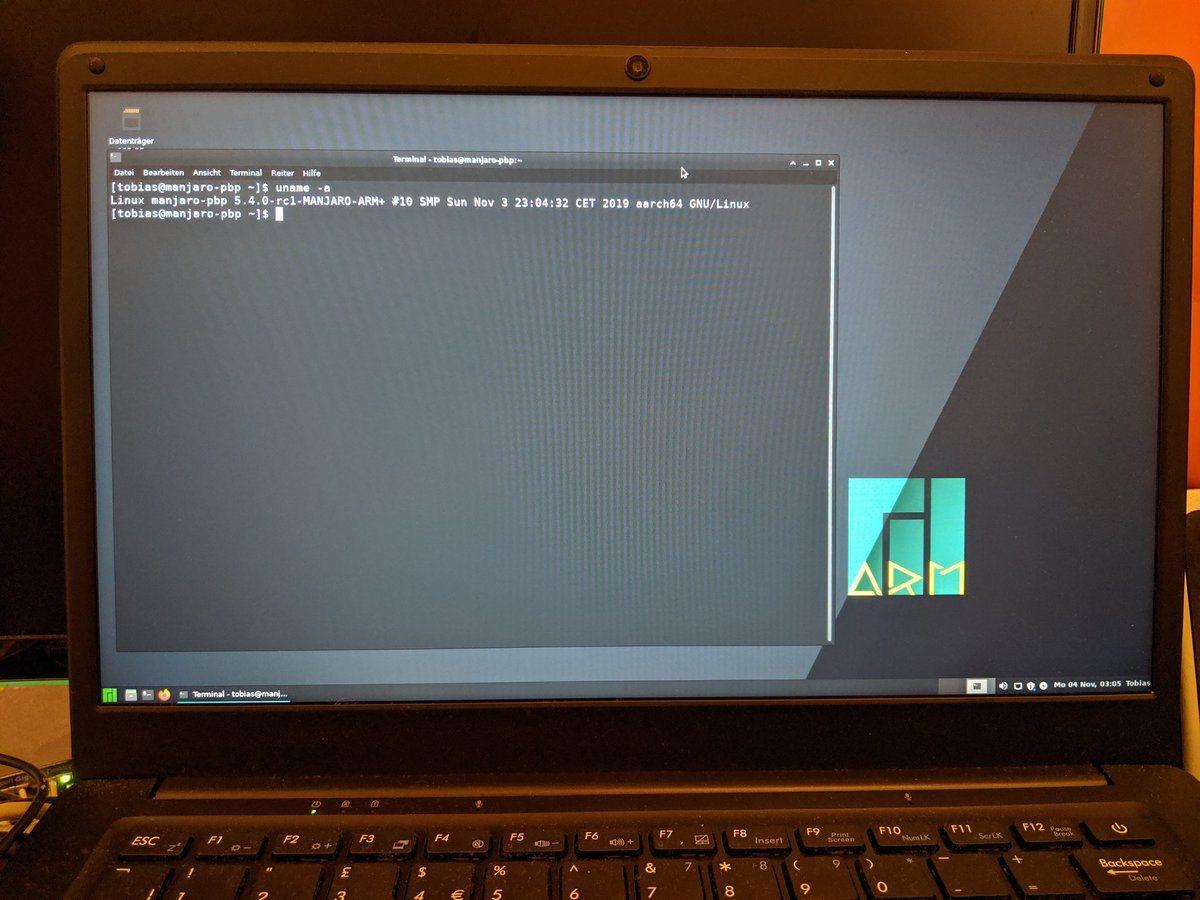 Datenträger
Terminal - tobias@manjaro-pbp:~
Datei Bearbeiten Ansicht Terminal Reiter Hilfe
[tobias@manjaro-pbp ~]$ uname -a
Linux manjaro-pbp 5.4.0-rc1-MANJARO-ARM+ #10 SMP Sun Nov 3 23:04:32 CET 2019 aarch64 GNU/Linux
[tobias@manjaro-pbp ~]$
ARM
Terminal - tobias@manj...
Mo 04 Nov, 03:05 Tobias
ESC F1 F2 F3 F4 F5 F6 F7 F8 Insert F9 Print Screen F10 NumLK F11 ScrLK F12 Pause Break
¬ ! " £ $ % ^ & 7 * 8 ( 9 ) * _ + Backspace
1 2 3 4 € 5 6 7 8 9 0 - = Delete